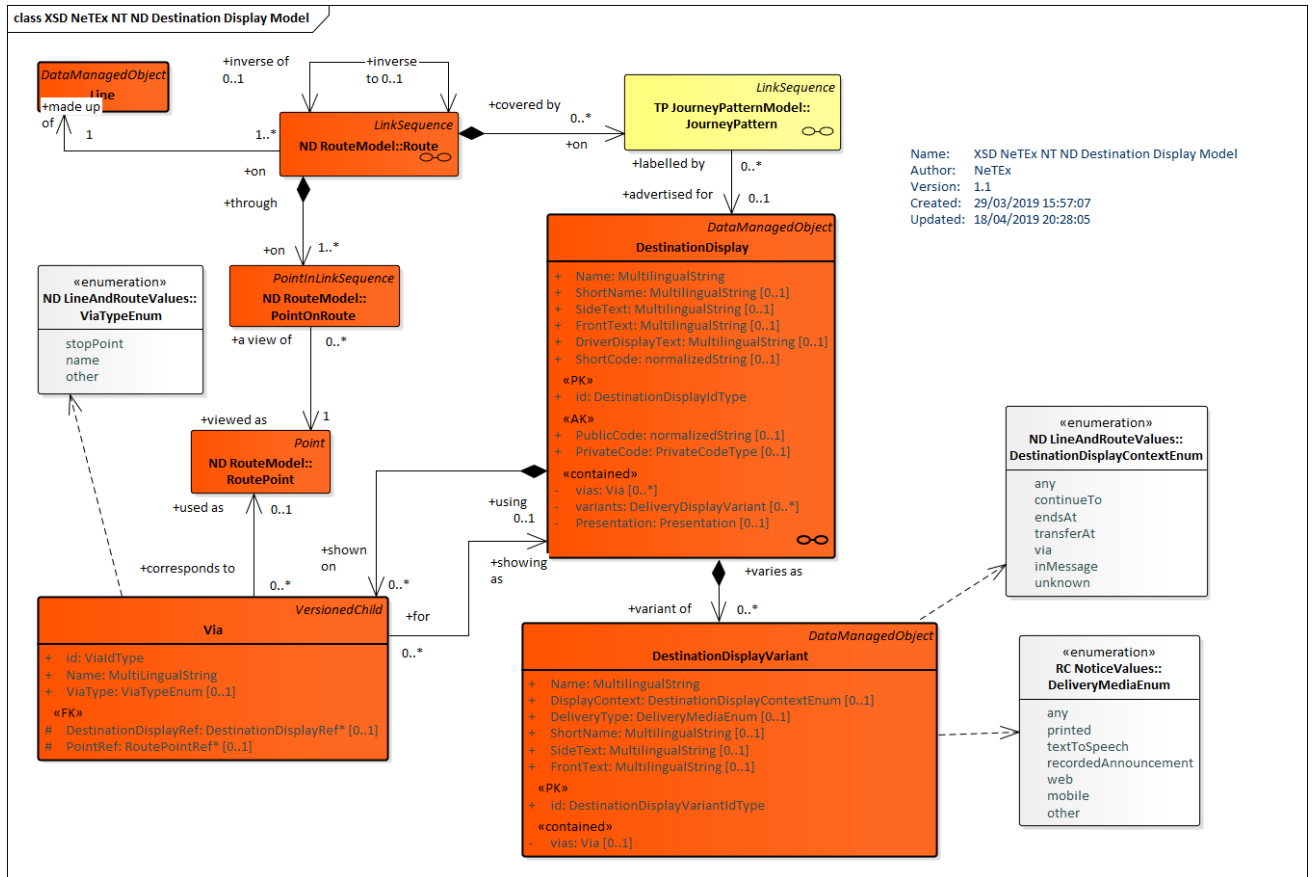 class XSD NeTEx NT ND Destination Display Model
DataManagedObject
Line
+made up
of
1
1..*
+inverse of
0..1
+inverse
to 0..1
LinkSequence
ND RouteModel::Route
+covered by
0..*
+on
LinkSequence
TP JourneyPatternModel::
JourneyPattern
+labelled by
0..*
+advertised for
0..1
Name: XSD NeTEx NT ND Destination Display Model
Author: NeTEx
Version: 1.1
Created: 29/03/2019 15:57:07
Updated: 18/04/2019 20:28:05
+on
+through
+on
1..*
PointInLinkSequence
ND RouteModel::
PointOnRoute
+a view of
0..*
+viewed as
1
Point
ND RouteModel::
RoutePoint
+used as
0..1
+corresponds to
0..*
«enumeration»
ND LineAndRouteValues::
ViaTypeEnum
stopPoint
name
other
DataManagedObject
DestinationDisplay
+ Name: MultilingualString
+ ShortName: MultilingualString [0..1]
+ SideText: MultilingualString [0..1]
+ FrontText: MultilingualString [0..1]
+ DriverDisplayText: MultilingualString [0..1]
+ ShortCode: normalizedString [0..1]
«PK»
+ id: DestinationDisplayIdType
«AK»
+ PublicCode: normalizedString [0..1]
+ PrivateCode: PrivateCodeType [0..1]
«contained»
- vias: Via [0..*]
- variants: DeliveryDisplayVariant [0..*]
- Presentation: Presentation [0..1]
+using
0..1
+showing
as
+shown
on
0..*
+for
0..*
VersionedChild
Via
+ id: ViaIdType
+ Name: MultiLingualString
+ ViaType: ViaTypeEnum [0..1]
«FK»
# DestinationDisplayRef: DestinationDisplayRef* [0..1]
# PointRef: RoutePointRef* [0..1]
+varies as
+variant of
0..*
DataManagedObject
DestinationDisplayVariant
+ Name: MultilingualString
+ DisplayContext: DestinationDisplayContextEnum [0..1]
+ DeliveryType: DeliveryMediaEnum [0..1]
+ ShortName: MultilingualString [0..1]
+ SideText: MultilingualString [0..1]
+ FrontText: MultilingualString [0..1]
«PK»
+ id: DestinationDisplayVariantIdType
«contained»
- vias: Via [0..1]
«enumeration»
ND LineAndRouteValues::
DestinationDisplayContextEnum
any
continueTo
endsAt
transferAt
via
inMessage
unknown
«enumeration»
RC NoticeValues::
DeliveryMediaEnum
any
printed
textToSpeech
recordedAnnouncement
web
mobile
other